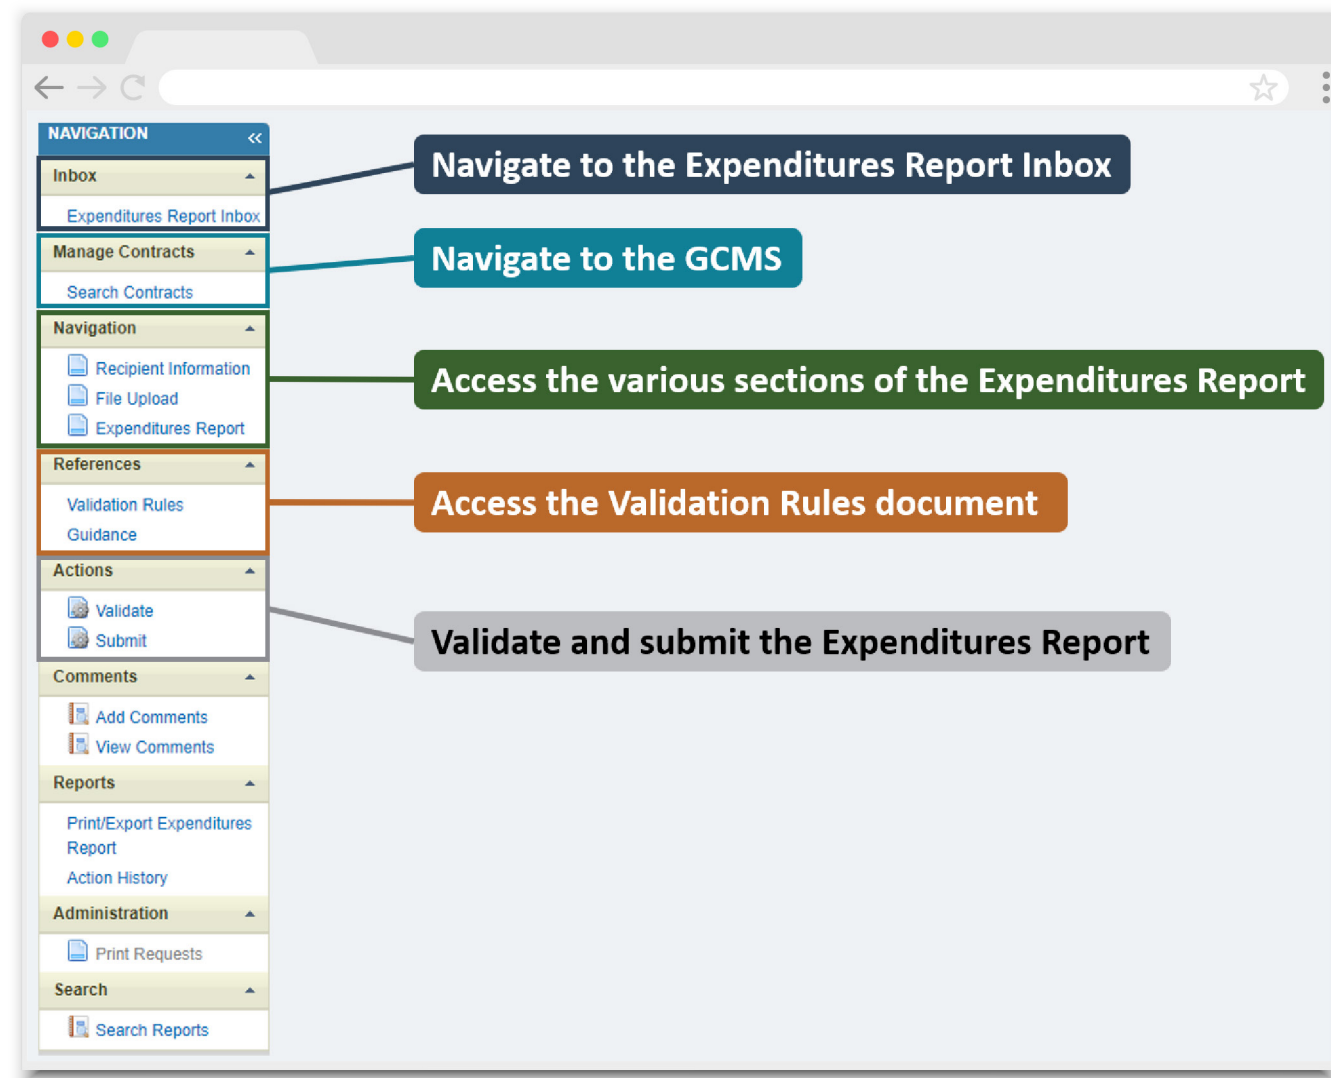 NAVIGATION «
Inbox
Expenditures Report Inbox
Manage Contracts
Search Contracts
Navigation
Recipient Information
File Upload
Expenditures Report
References
Validation Rules
Guidance
Actions
Validate
Submit
Comments
Add Comments
View Comments
Reports
Print/Export Expenditures
Report
Action History
Administration
Print Requests
Search
Search Reports
Navigate to the Expenditures Report Inbox
Navigate to the GCMS
Access the various sections of the Expenditures Report
Access the Validation Rules document
Validate and submit the Expenditures Report